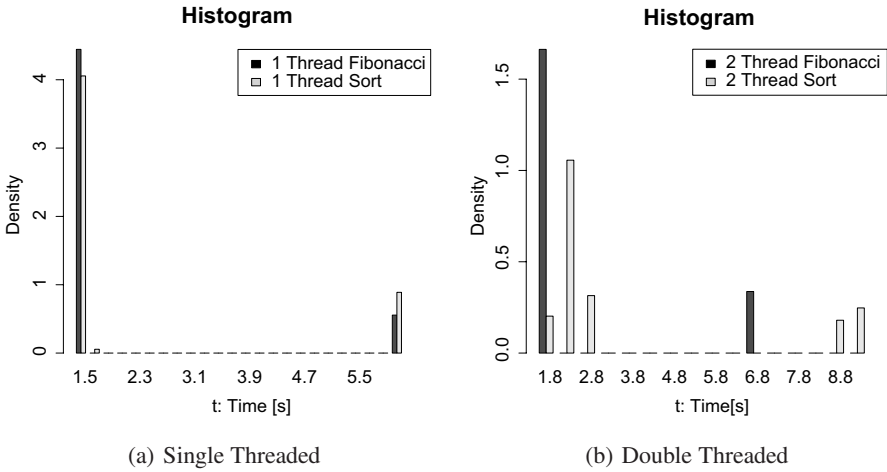 Histogram
1 Thread Fibonacci
1 Thread Sort
Density
0 1 2 3 4
1.5 2.3 3.1 3.9 4.7 5.5
t: Time [s]
(a) Single Threaded
Histogram
2 Thread Fibonacci
2 Thread Sort
Density
0.0 0.5 1.0 1.5
1.8 2.8 3.8 4.8 5.8 6.8 7.8 8.8
t: Time[s]
(b) Double Threaded